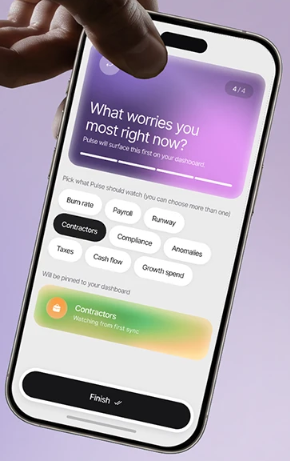 4/4
What worries you
most right now?
Pulse will surface this first on your dashboard.
Pick what Pulse should watch (you can choose more than one)
Burn rate
Payroll
Runway
Contractors
Compliance
Anomalies
Taxes
Cash flow
Growth spend
Will be pinned to your dashboard
Contractors
Watching from first sync
Finish